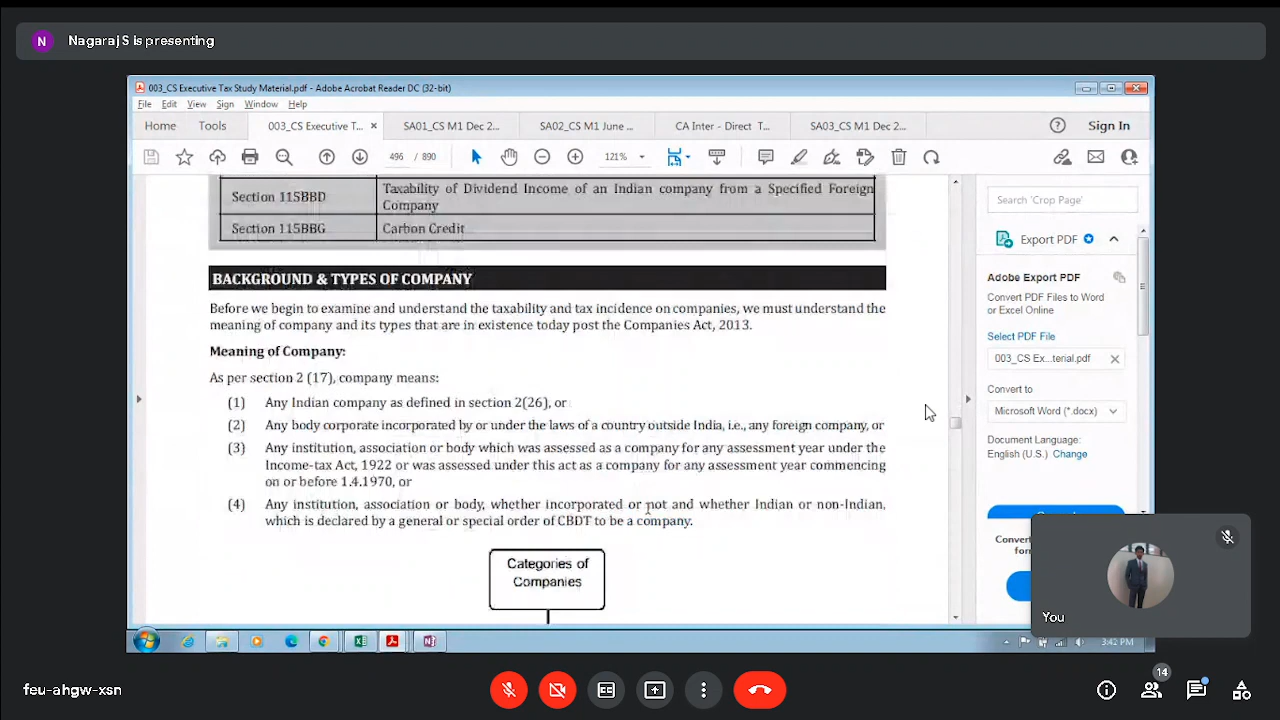 N
Nagaraj S is presenting
003_CS Executive Tax Study Material.pdf - Adobe Acrobat Reader DC (32-bit)
File Edit View Sign Window Help
Home Tools 003_CS Executive T... × SA01_CS M1 Dec 2... SA02_CS M1 June ... CA Inter - Direct T... SA03_CS M1 Dec 2... Sign In
496 / 890 121%
Section 115BBD Taxability of Dividend Income of an Indian company from a Specified Foreign
Company
Section 115BBG Carbon Credit
BACKGROUND & TYPES OF COMPANY
Before we begin to examine and understand the taxability and tax incidence on companies, we must understand the
meaning of company and its types that are in existence today post the Companies Act, 2013.
Meaning of Company:
As per section 2 (17), company means:
(1) Any Indian company as defined in section 2(26), or
(2) Any body corporate incorporated by or under the laws of a country outside India, i.e., any foreign company, or
(3) Any institution, association or body which was assessed as a company for any assessment year under the
Income-tax Act, 1922 or was assessed under this act as a company for any assessment year commencing
on or before 1.4.1970, or
(4) Any institution, association or body, whether incorporated or not and whether Indian or non-Indian,
which is declared by a general or special order of CBDT to be a company.
Categories of
Companies
Search 'Crop Page'
Export PDF
Adobe Export PDF
Convert PDF Files to Word
or Excel Online
Select PDF File
003_CS Ex...terial.pdf
Convert to
Microsoft Word (*.docx)
Document Language:
English (U.S.) Change
You
3:42 PM
feu-ahgw-xsn
14